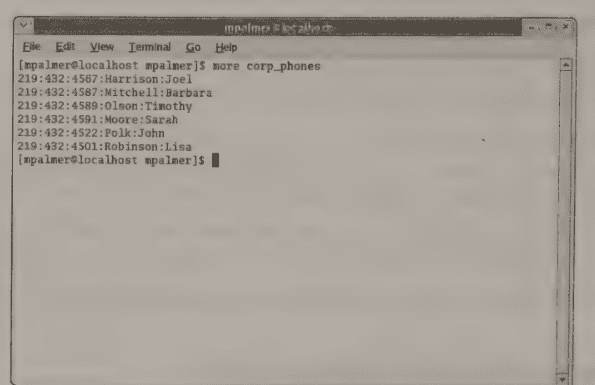 mpalmer@localhost:
File Edit View Terminal Go Help
[mpalmer@localhost mpalmer]$ more corp_phones
219:432:4567:Harrison:Joel
219:432:4587:Mitchell:Barbara
219:432:4589:Olson:Timothy
219:432:4591:Moore:Sarah
219:432:4522:Polk:John
219:432:4501:Robinson:Lisa
[mpalmer@localhost mpalmer]$